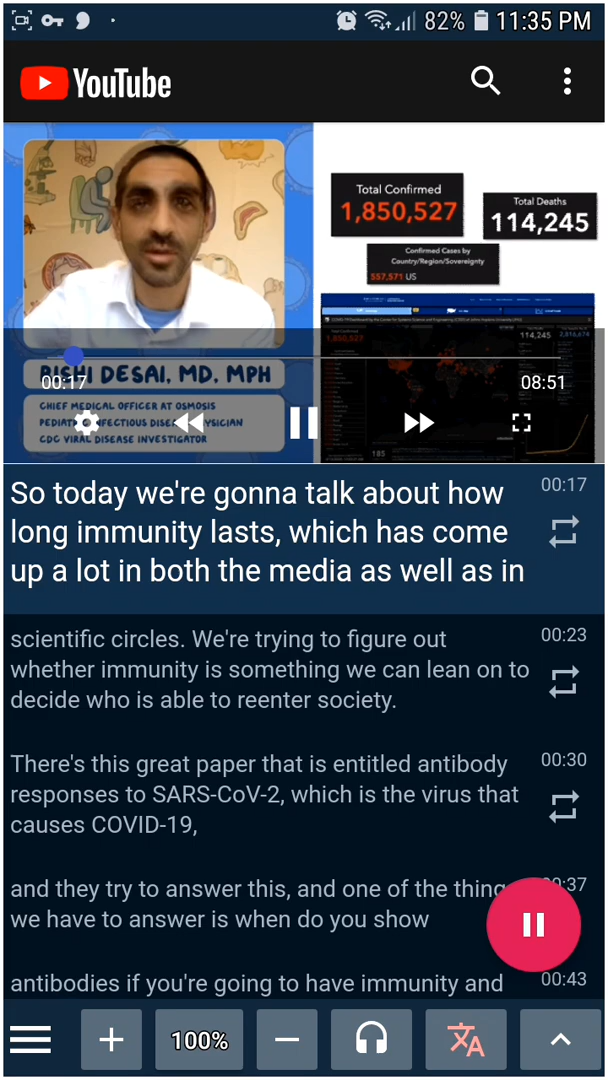 82% 11:35 PM
YouTube
Total Confirmed
1,850,527
Total Deaths
114,245
Confirmed Cases by
Country/Region/Sovereignty
557,571 US
RISHI DESAI, MD, MPH
00:17
08:51
CHIEF MEDICAL OFFICER AT OSMOSIS
CDC VIRAL DISEASE INVESTIGATOR
185
So today we're gonna talk about how
long immunity lasts, which has come
up a lot in both the media as well as in
00:17
scientific circles. We're trying to figure out
whether immunity is something we can lean on to
decide who is able to reenter society.
00:23
There's this great paper that is entitled antibody
responses to SARS-CoV-2, which is the virus that
causes COVID-19,
00:30
and they try to answer this, and one of the thing
we have to answer is when do you show
:37
antibodies if you're going to have immunity and
00:43
+ 100% −